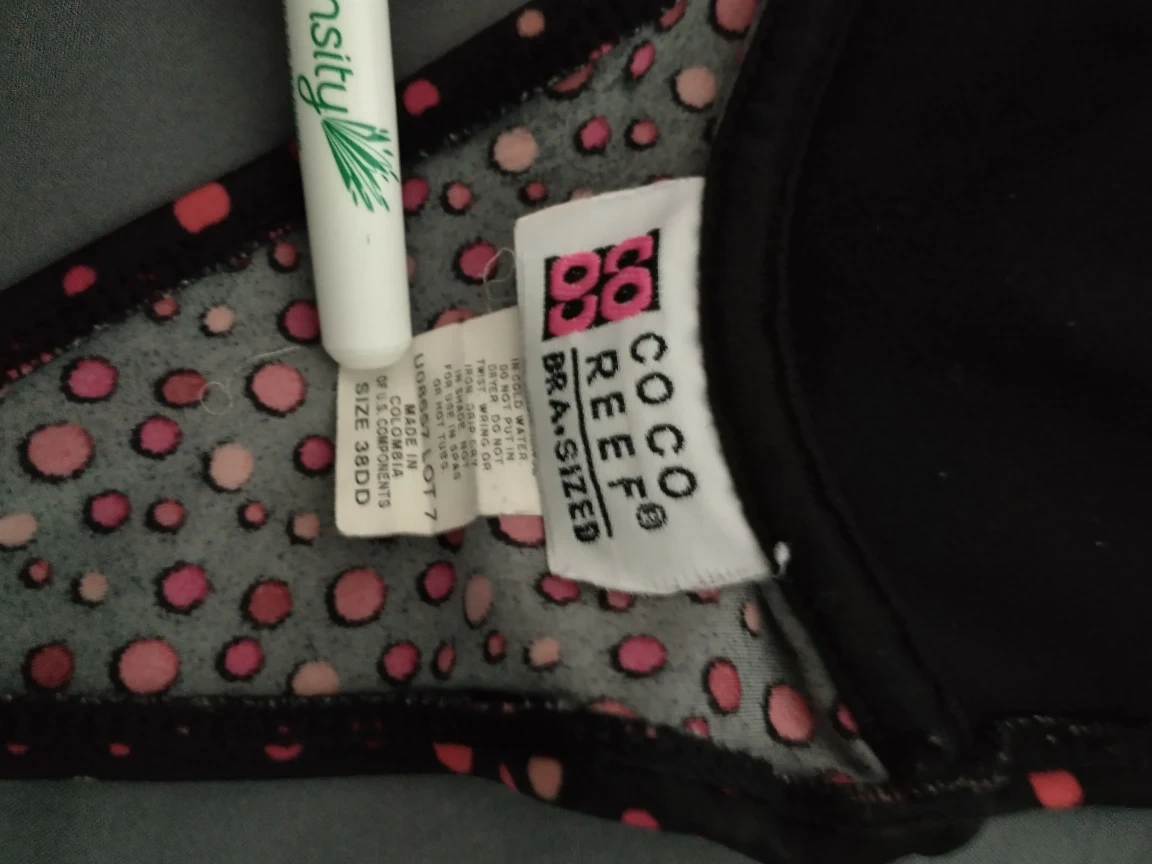 nsity
CO
CO
COCO
REEF®
BRA•SIZED
IN COLD WATER.
DO NOT PUT IN
DRYER. DO NOT
TWIST, WRING OR
IRON. DRIP DRY
IN SHADE. NOT
FOR USE IN SPAS
OR HOT TUBS.
LOT 7
MADE IN
COLOMBIA
OF U.S. COMPONENTS
SIZE 38DD